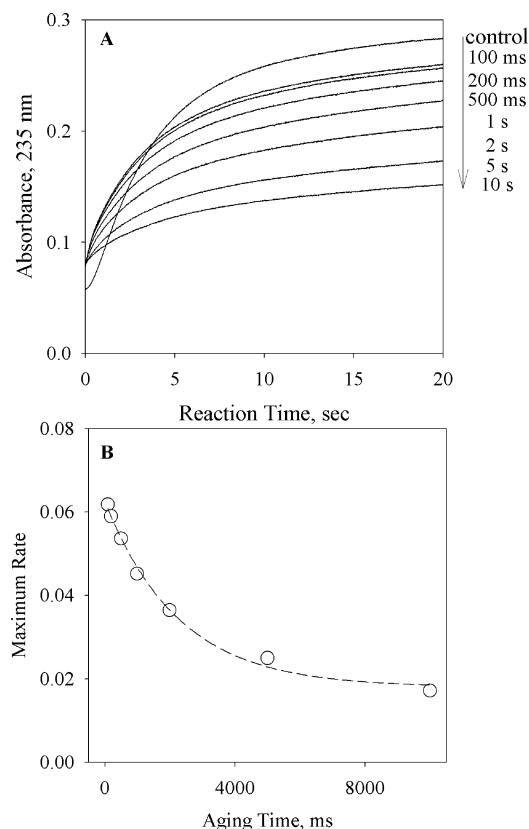 A
0.3
0.2
0.1
0.0
Absorbance, 235 nm
0 5 10 15 20
Reaction Time, sec
control
100 ms
200 ms
500 ms
1 s
2 s
5 s
10 s
B
0.08
0.06
0.04
0.02
0.00
Maximum Rate
0 4000 8000
Aging Time, ms